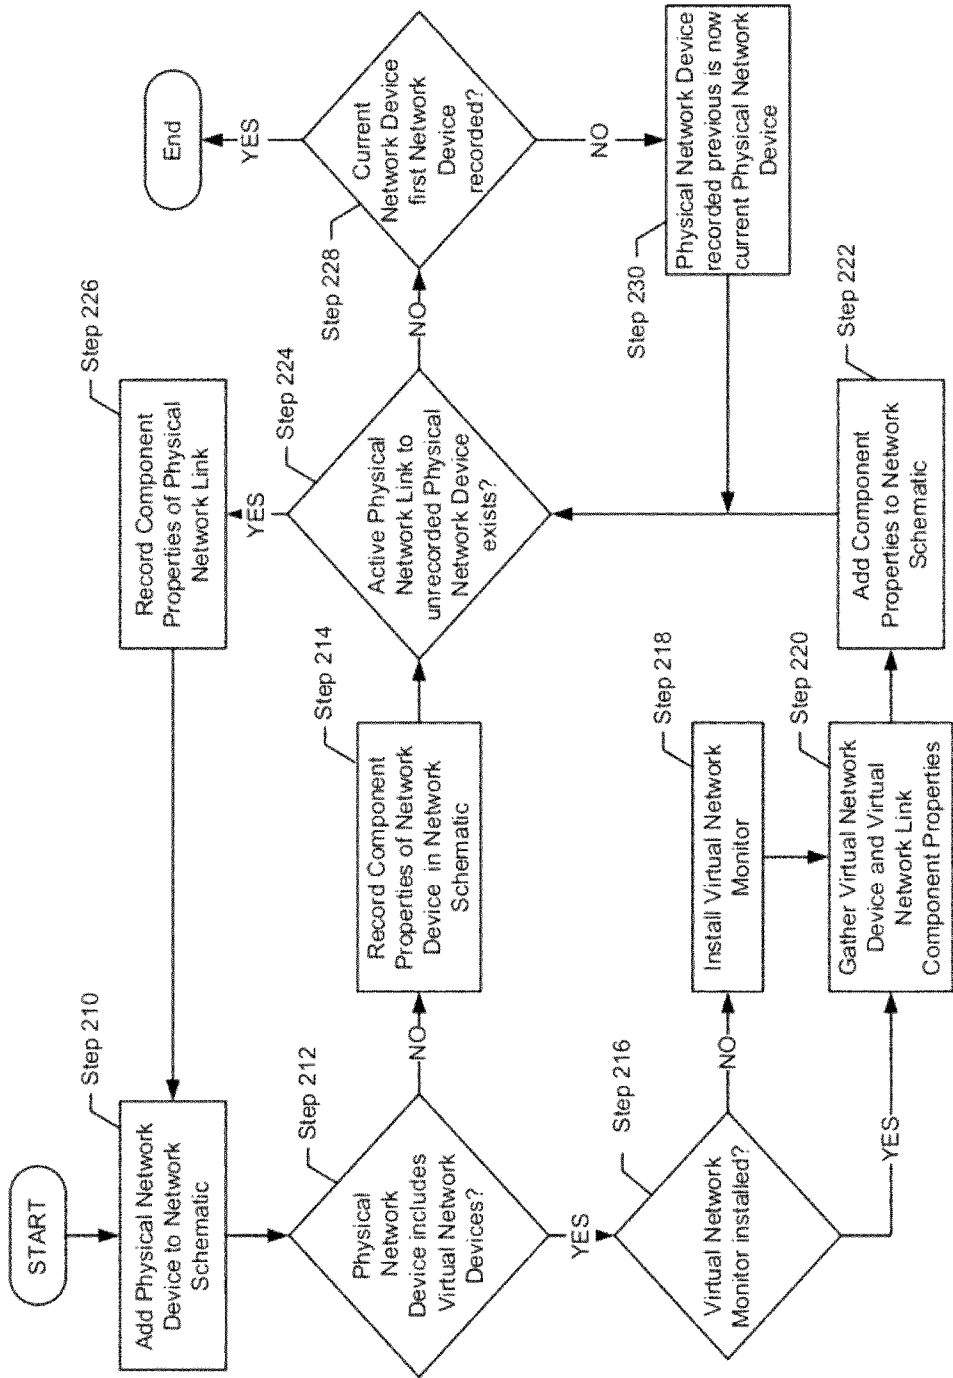 START
Step 210
Add Physical Network
Device to Network
Schematic
Step 212
Physical
Network
Device includes
Virtual Network
Devices?
NO
YES
Step 214
Record Component
Properties of Network
Device in Network
Schematic
Step 216
Virtual Network
Monitor installed?
NO
YES
Step 218
Install Virtual Network
Monitor
Step 220
Gather Virtual Network
Device and Virtual
Network Link
Component Properties
Step 222
Add Component
Properties to Network
Schematic
Step 224
Active Physical
Network Link to
unrecorded Physical
Network Device
exists?
YES
NO
Step 226
Record Component
Properties of Physical
Network Link
Step 228
Current
Network Device
first Network
Device
recorded?
YES
NO
End
Step 230
Physical Network Device
recorded previous is now
current Physical Network
Device